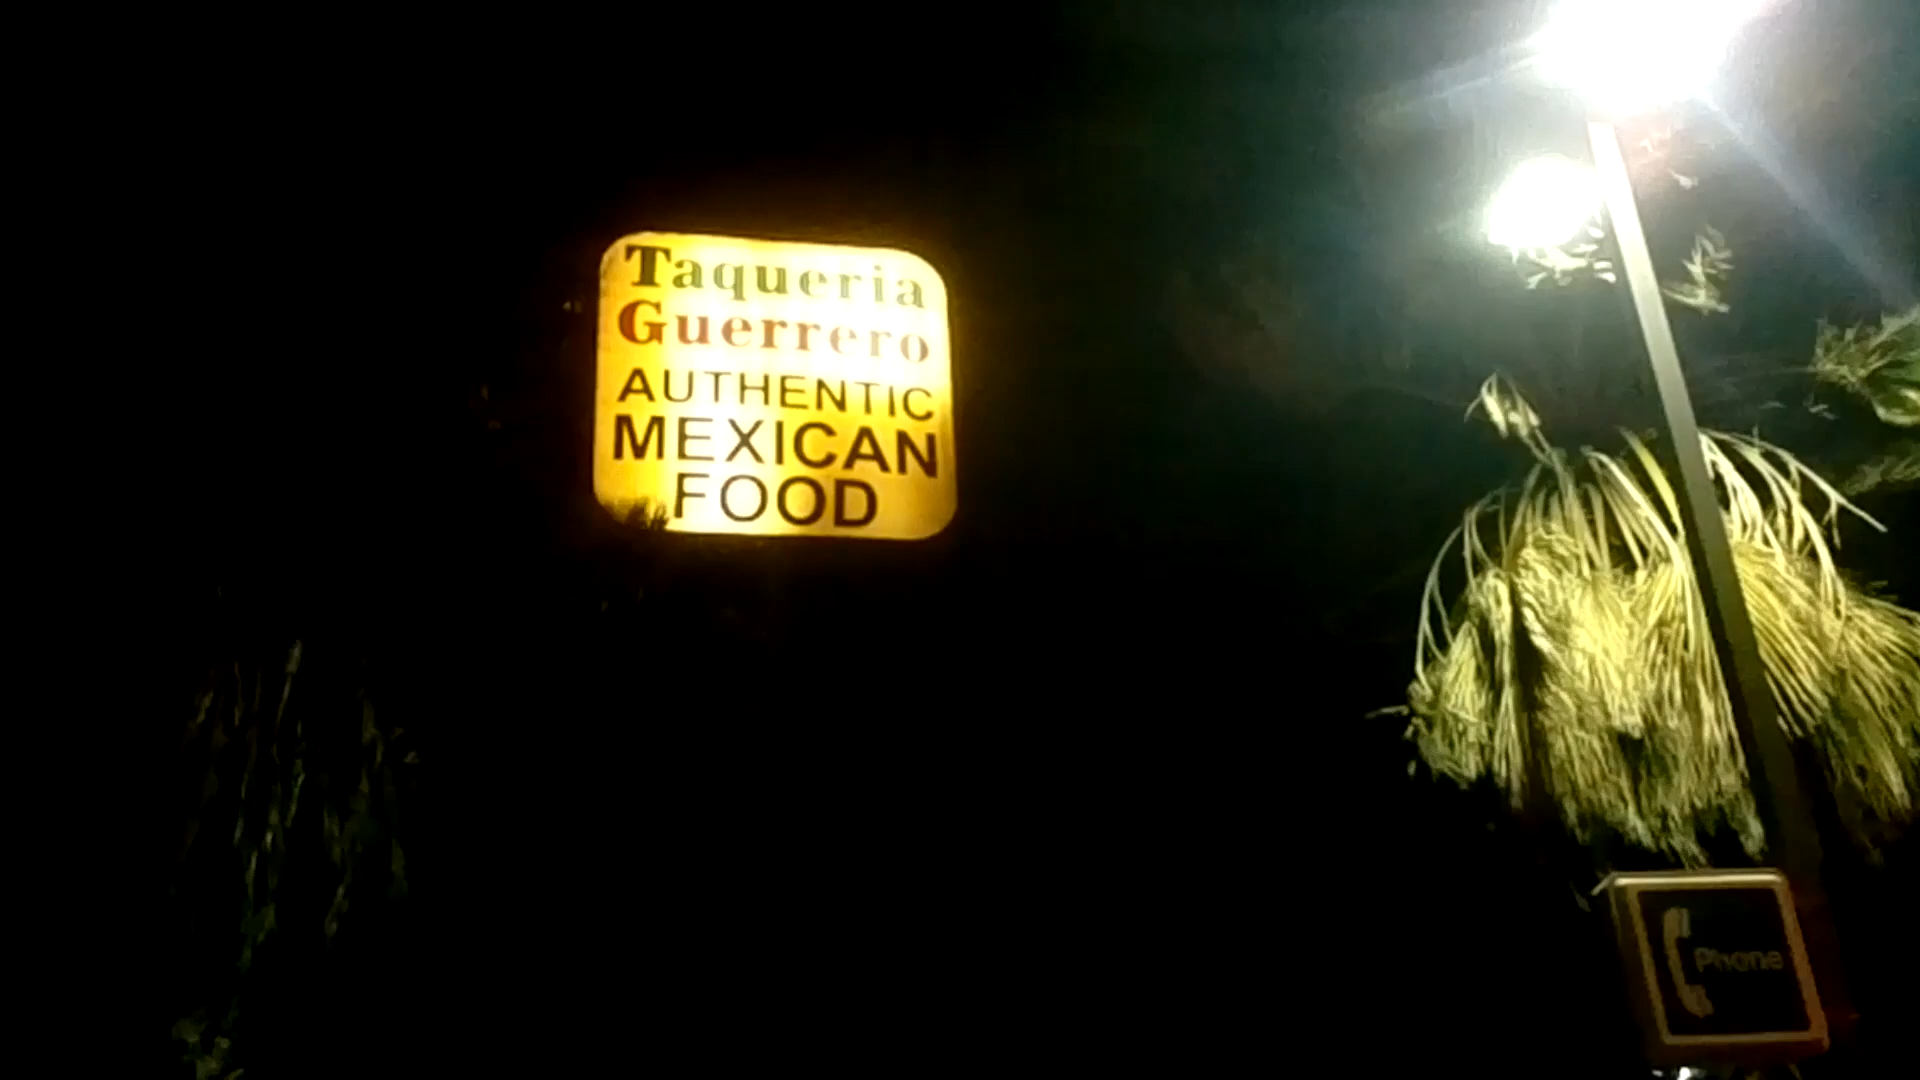 Taqueria
Guerrero
AUTHENTIC
MEXICAN
FOOD
Phone